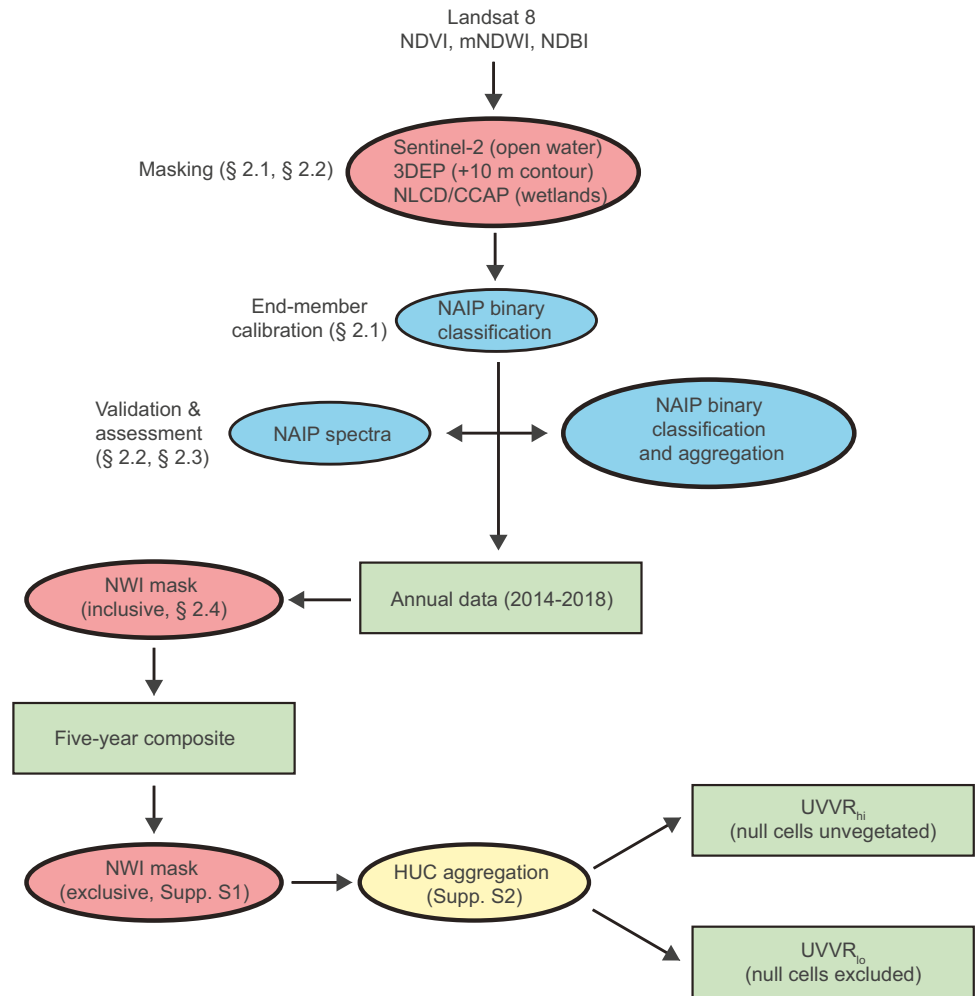 Landsat 8
NDVI, mNDWI, NDBI
Masking (§ 2.1, § 2.2)
Sentinel-2 (open water)
3DEP (+10 m contour)
NLCD/CCAP (wetlands)
End-member
calibration (§ 2.1)
NAIP binary
classification
Validation &
assessment
(§ 2.2, § 2.3)
NAIP spectra
NAIP binary
classification
and aggregation
NWI mask
(inclusive, § 2.4)
Annual data (2014-2018)
Five-year composite
NWI mask
(exclusive, Supp. S1)
HUC aggregation
(Supp. S2)
UVVRhi
(null cells unvegetated)
UVVRlo
(null cells excluded)